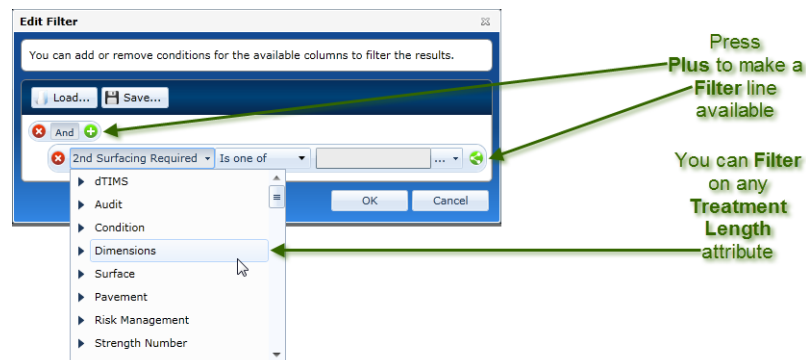 Edit Filter
You can add or remove conditions for the available columns to filter the results.
Load... Save...
And
2nd Surfacing Required Is one of ...
dTIMS
Audit
Condition
Dimensions
Surface
Pavement
Risk Management
Strength Number
OK Cancel
Press
Plus to make a
Filter line
available
You can Filter
on any
Treatment
Length
attribute